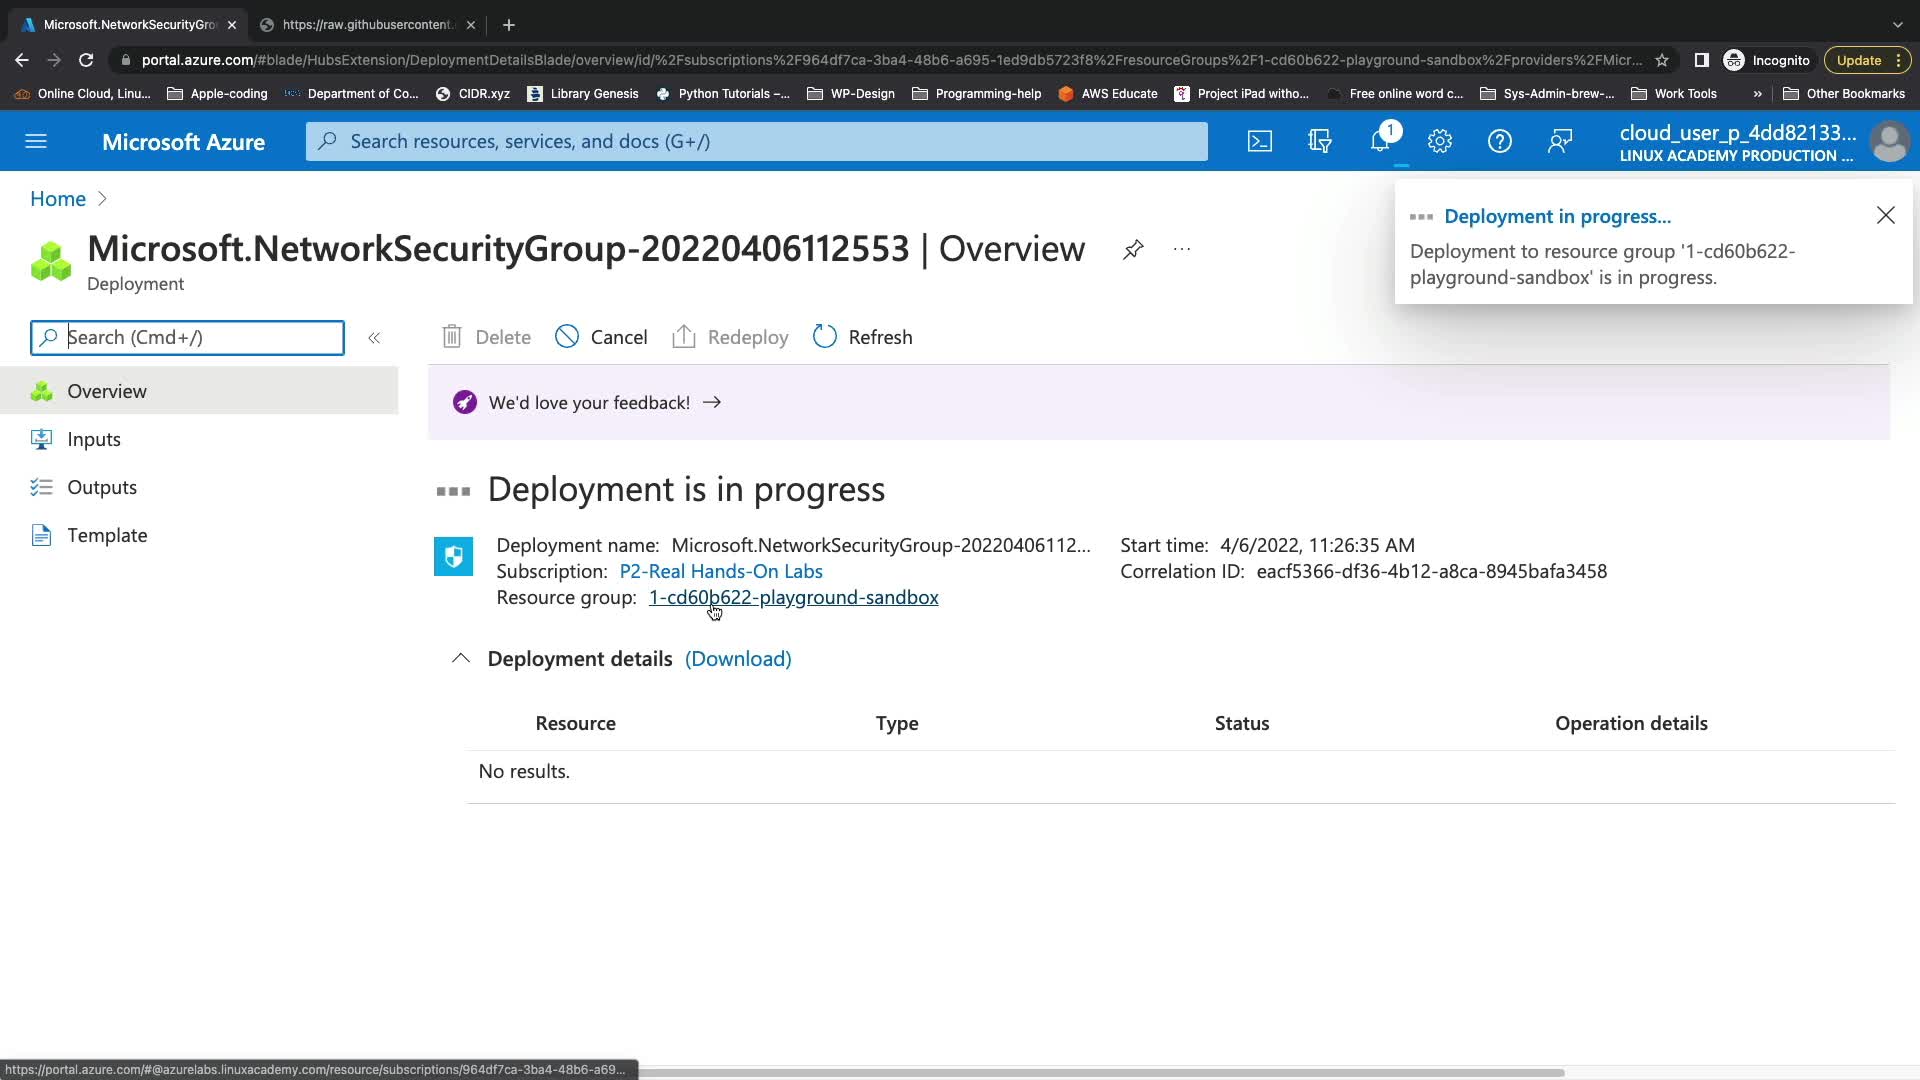 Microsoft.NetworkSecurityGro
https://raw.githubusercontent.
portal.azure.com/#blade/HubsExtension/DeploymentDetailsBlade/overview/id/%2Fsubscriptions%2F964df7ca-3ba4-48b6-a695-1ed9db5723f8%2FresourceGroups%2F1-cd60b622-playground-sandbox%2Fproviders%2FMicr...
Incognito
Update
Online Cloud, Linu...
Apple-coding
Department of Co...
CIDR.xyz
Library Genesis
Python Tutorials –...
WP-Design
Programming-help
AWS Educate
Project iPad witho...
Free online word c...
Sys-Admin-brew-...
Work Tools
»
Other Bookmarks
Microsoft Azure
Search resources, services, and docs (G+/)
1
cloud_user_p_4dd82133...
LINUX ACADEMY PRODUCTION ...
Home >
Deployment in progress...
Deployment to resource group '1-cd60b622-
playground-sandbox' is in progress.
Microsoft.NetworkSecurityGroup-20220406112553 | Overview
...
Deployment
Search (Cmd+/)
«
Delete
Cancel
Redeploy
Refresh
Overview
Inputs
Outputs
Template
We'd love your feedback! →
Deployment is in progress
Deployment name: Microsoft.NetworkSecurityGroup-20220406112...
Subscription: P2-Real Hands-On Labs
Resource group: 1-cd60b622-playground-sandbox
Start time: 4/6/2022, 11:26:35 AM
Correlation ID: eacf5366-df36-4b12-a8ca-8945bafa3458
Deployment details (Download)
Resource Type Status Operation details
No results.
https://portal.azure.com/#@azurelabs.linuxacademy.com/resource/subscriptions/964df7ca-3ba4-48b6-a69...